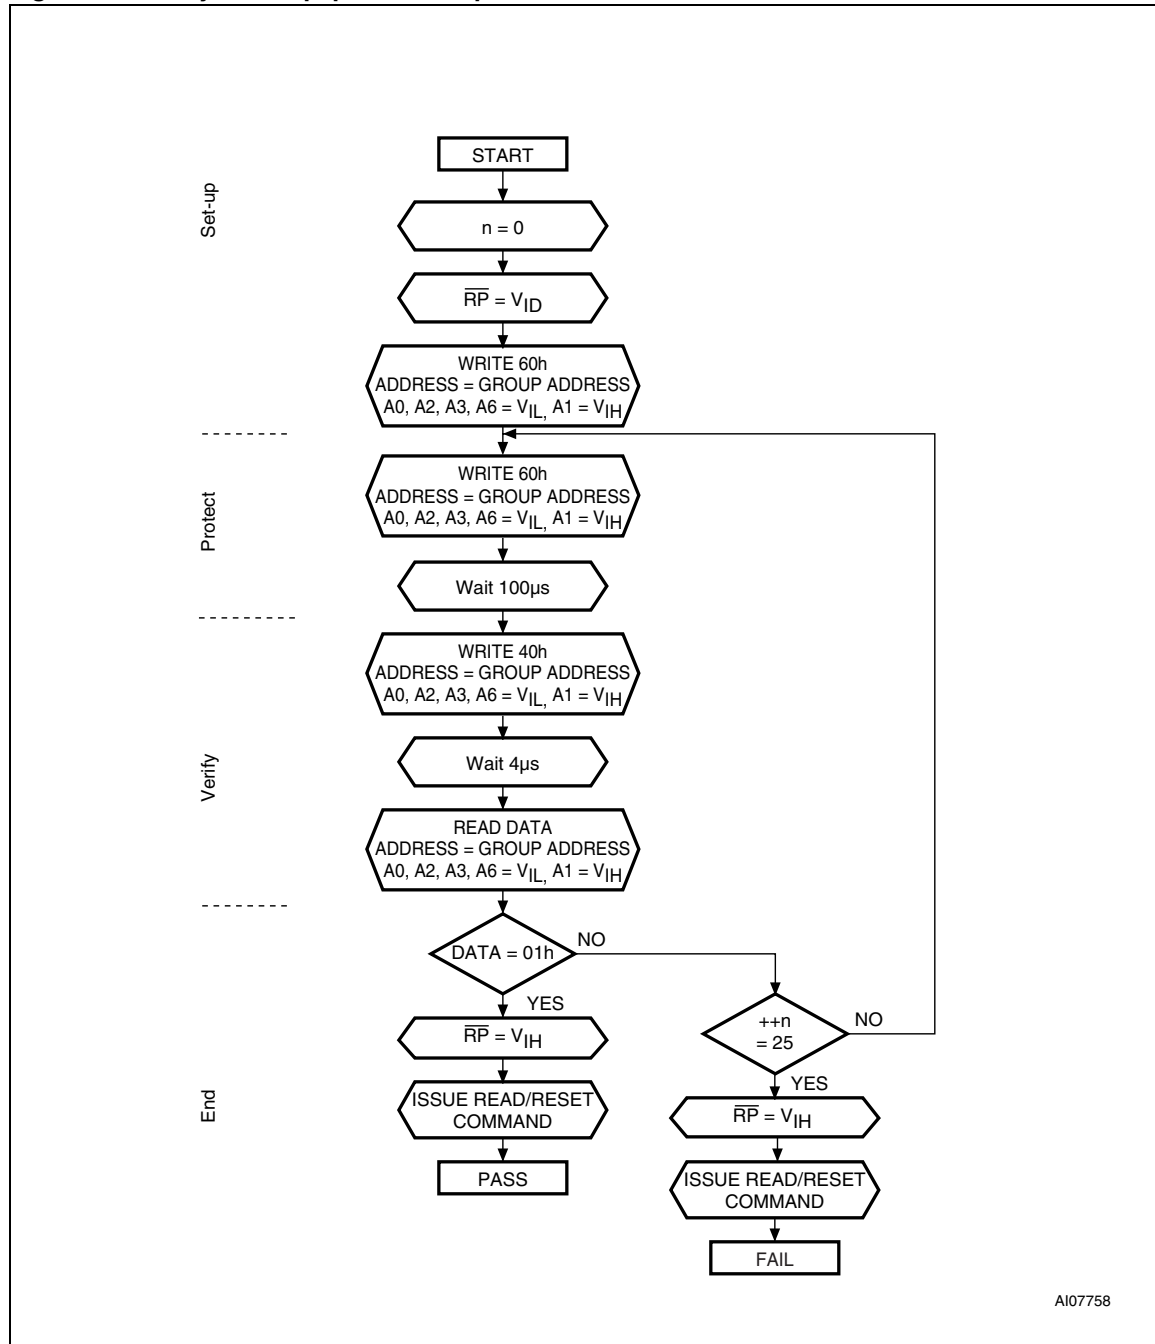 START
Set-up
n = 0
RP = VID
WRITE 60h
ADDRESS = GROUP ADDRESS
A0, A2, A3, A6 = VIL, A1 = VIH
Protect
WRITE 60h
ADDRESS = GROUP ADDRESS
A0, A2, A3, A6 = VIL, A1 = VIH
Wait 100µs
WRITE 40h
ADDRESS = GROUP ADDRESS
A0, A2, A3, A6 = VIL, A1 = VIH
Verify
Wait 4µs
READ DATA
ADDRESS = GROUP ADDRESS
A0, A2, A3, A6 = VIL, A1 = VIH
DATA = 01h
NO
YES
++n
= 25
NO
YES
End
RP = VIH
ISSUE READ/RESET
COMMAND
PASS
RP = VIH
ISSUE READ/RESET
COMMAND
FAIL
AI07758